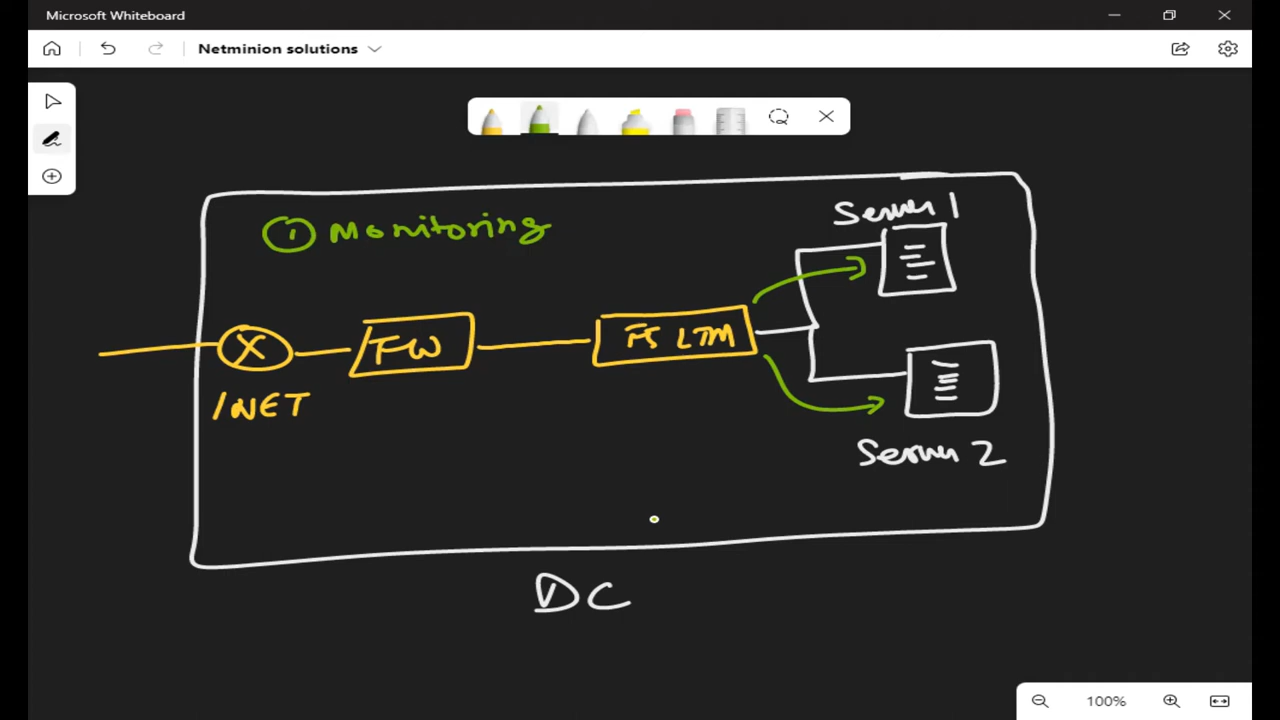 Microsoft Whiteboard
Netminion solutions
Server 1
① Monitoring
FW
F5 LTM
X
INET
Server 2
DC
100%